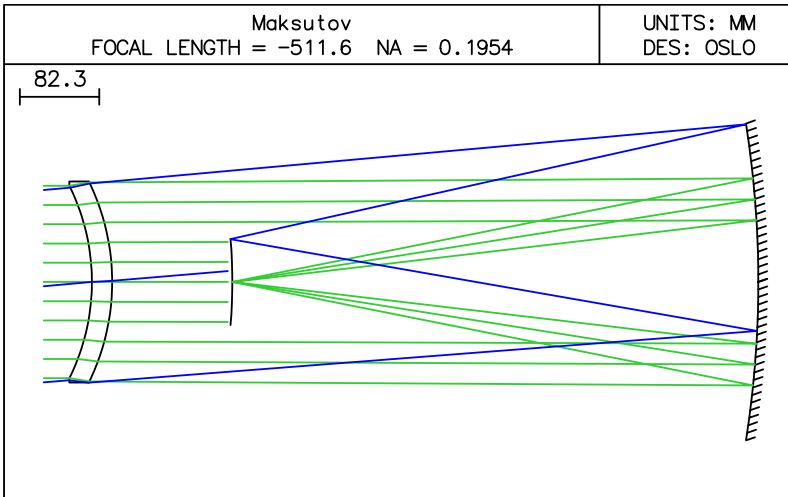 Maksutov
FOCAL LENGTH = -511.6 NA = 0.1954
UNITS: MM
DES: OSLO
82.3